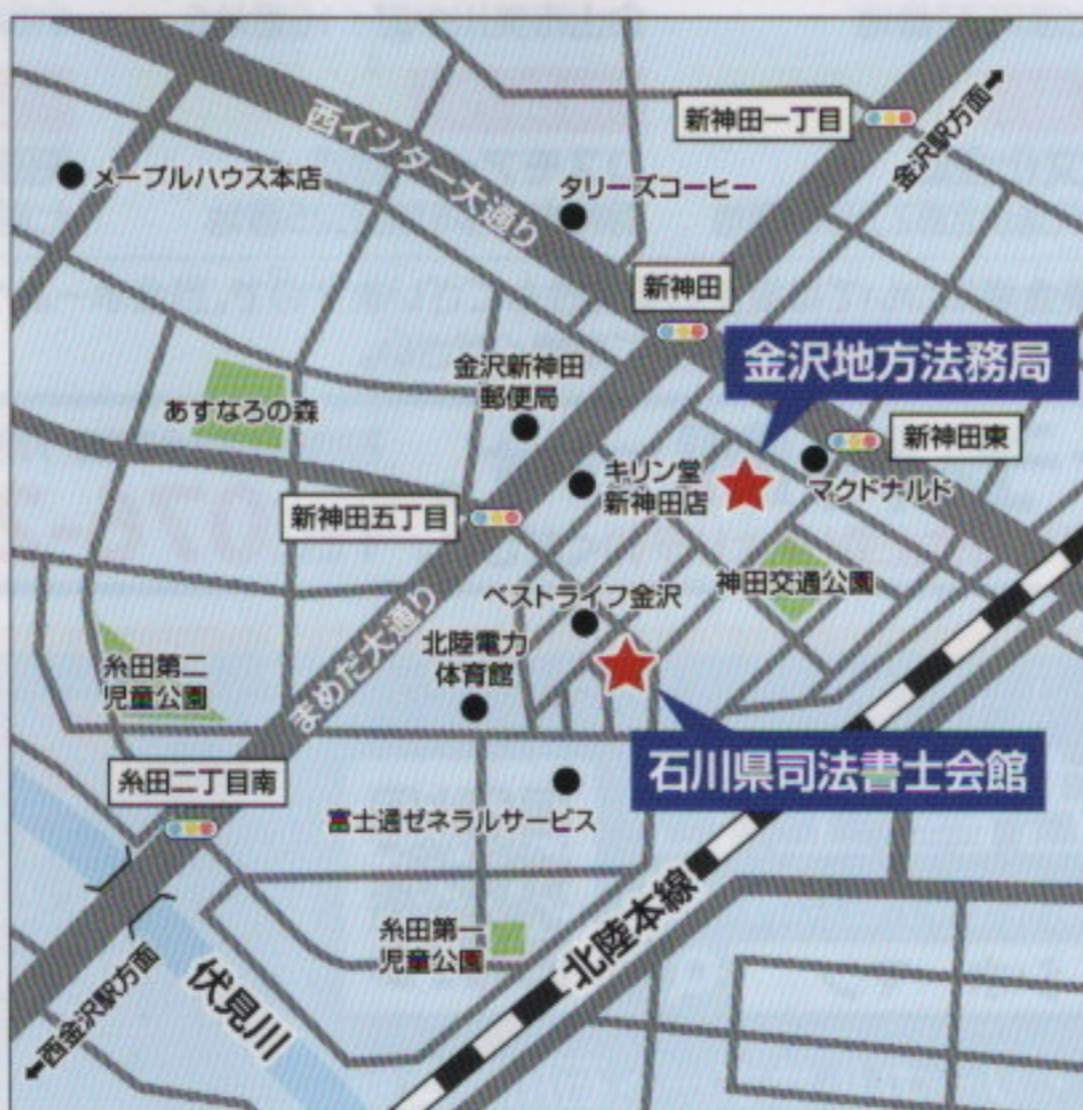 新神田一丁目
金沢駅方面
西インター大通り
メープルハウス本店
タリーズコーヒー
新神田
金沢地方法務局
金沢新神田
郵便局
あすなろの森
新神田東
キリン堂
新神田店
マクドナルド
新神田五丁目
神田交通公園
ベストライフ金沢
北陸電力
体育館
まめだ大通り
糸田第二
児童公園
石川県司法書士会館
糸田二丁目南
富士通ゼネラルサービス
北陸本線
糸田第一
児童公園
伏見川
西金沢駅方面